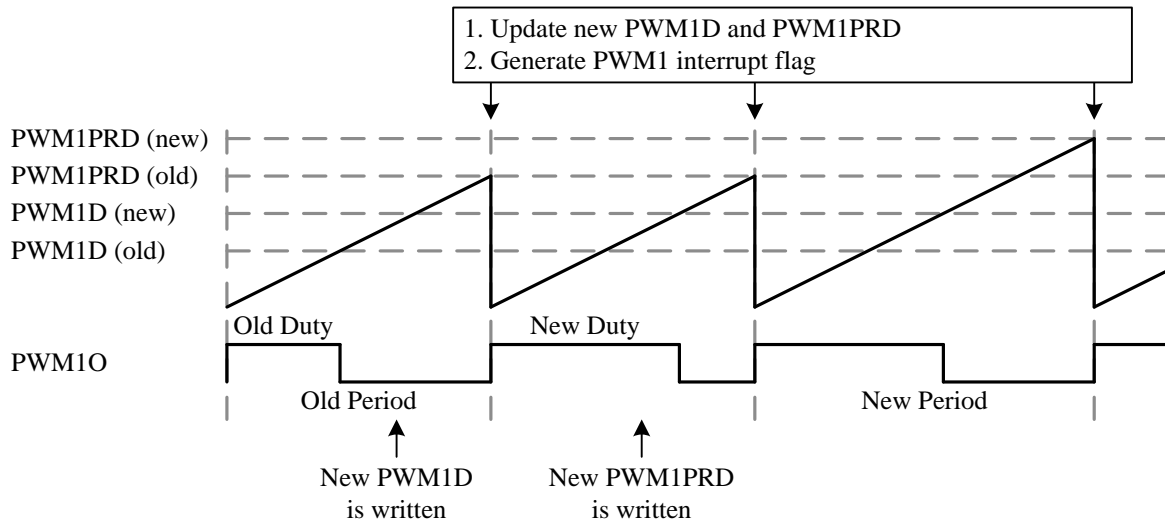 1. Update new PWM1D and PWM1PRD
2. Generate PWM1 interrupt flag
PWM1PRD (new)
PWM1PRD (old)
PWM1D (new)
PWM1D (old)
Old Duty
New Duty
PWM1O
Old Period
New Period
New PWM1D
is written
New PWM1PRD
is written